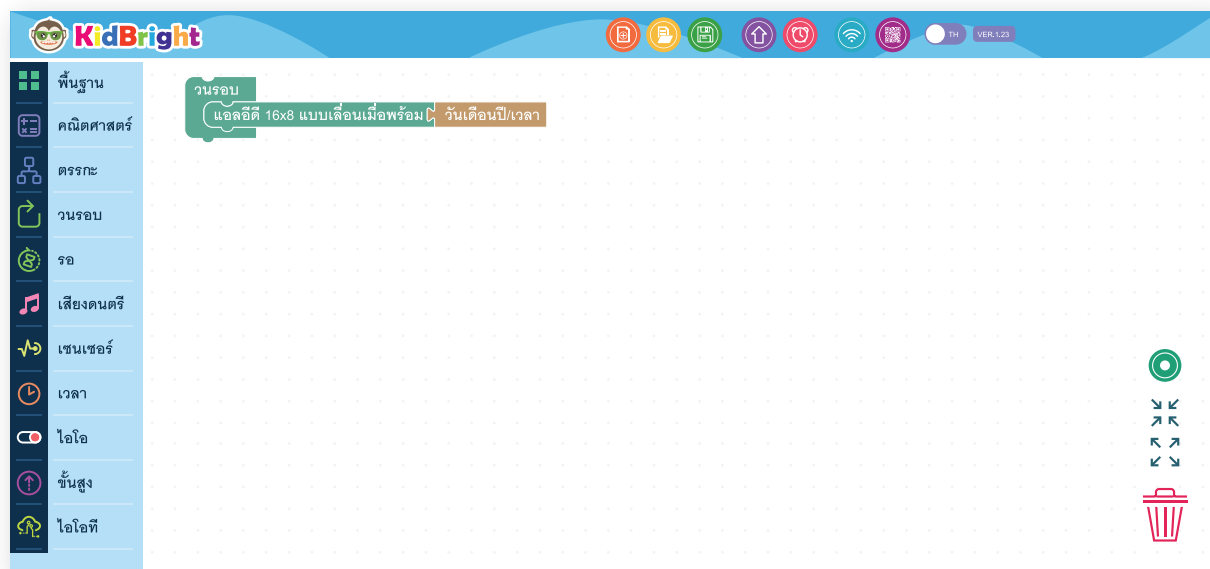 KidBright
TH
VER.1.23
พื้นฐาน
คณิตศาสตร์
ตรรกะ
วนรอบ
รอ
เสียงดนตรี
เซนเซอร์
เวลา
ไอโอ
ขั้นสูง
ไอโอที
วนรอบ
แอลอีดี 16x8 แบบเลื่อนเมื่อพร้อม วันเดือนปี/เวลา